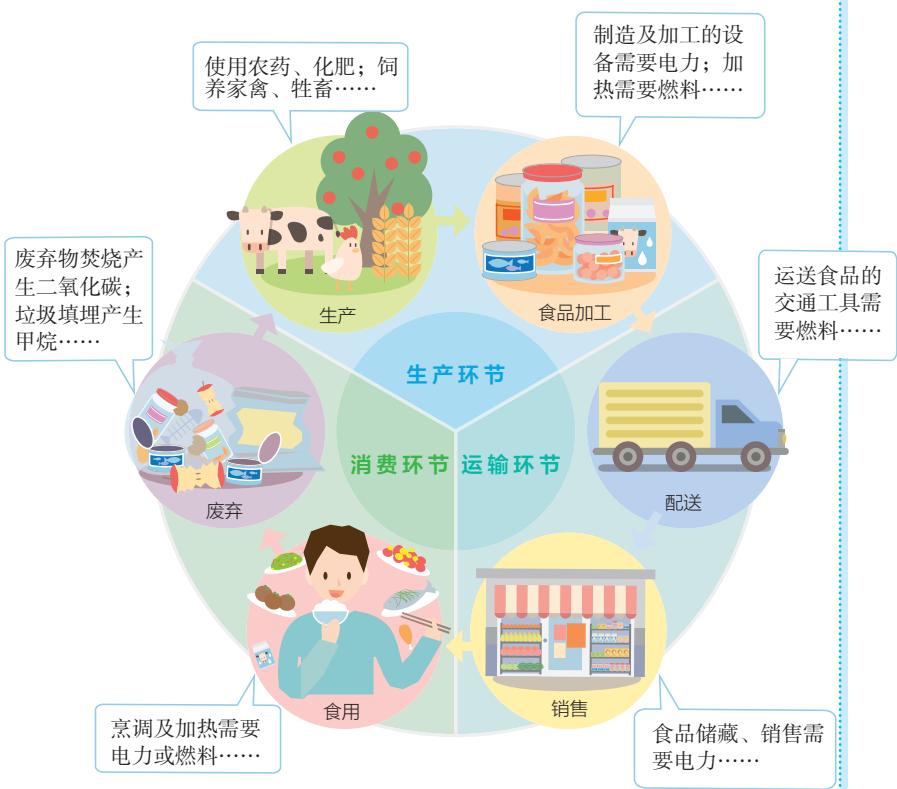 使用农药、化肥；饲
养家禽、牲畜……
制造及加工的设
备需要电力；加
热需要燃料……
废弃物焚烧产
生二氧化碳；
垃圾填埋产生
甲烷……
运送食品的
交通工具需
要燃料……
生产
食品加工
生产环节
消费环节
运输环节
废弃
配送
食用
销售
烹调及加热需要
电力或燃料……
食品储藏、销售需
要电力……